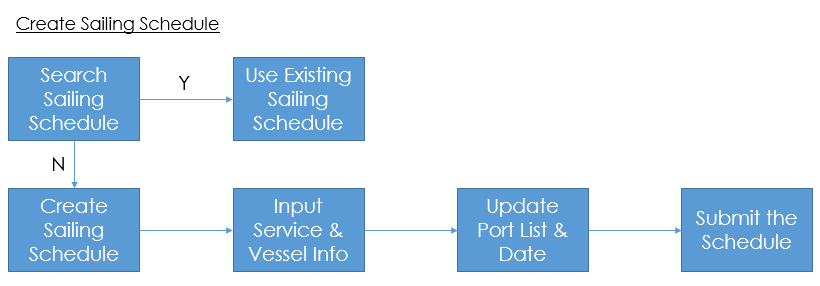 Create Sailing Schedule
Search
Sailing
Schedule
Y
Use Existing
Sailing
Schedule
N
Create
Sailing
Schedule
Input
Service &
Vessel Info
Update
Port List &
Date
Submit the
Schedule